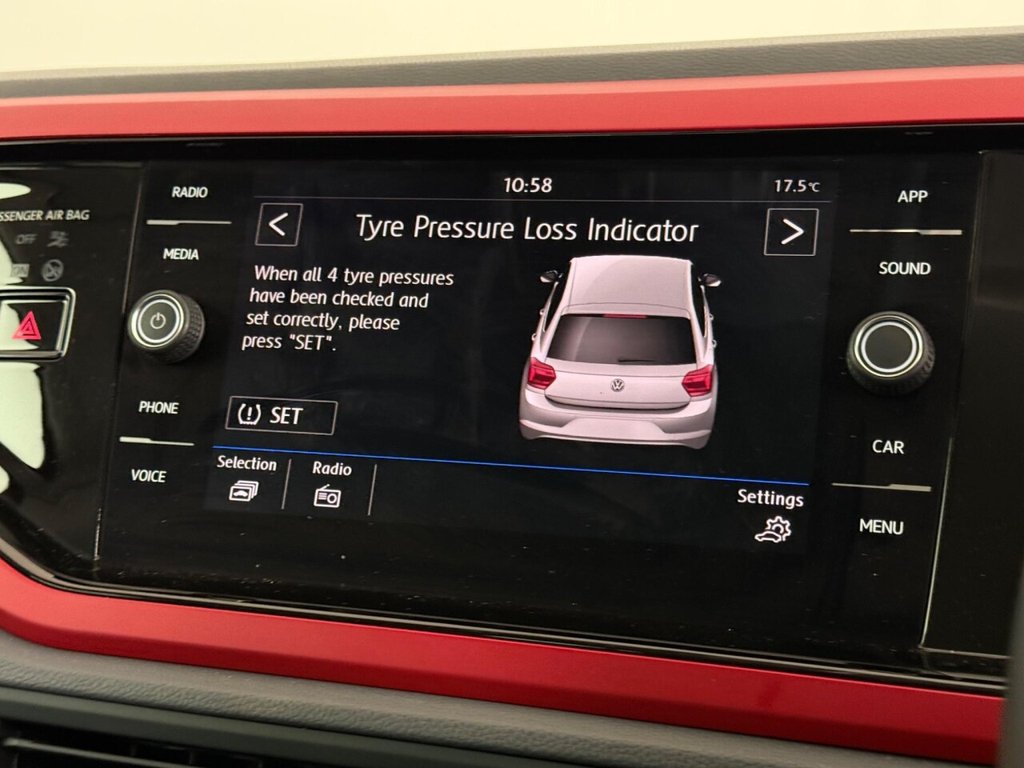 10:58
17.5°C
Tyre Pressure Loss Indicator
When all 4 tyre pressures
have been checked and
set correctly, please
press "SET".
SET
Selection
Radio
Settings
RADIO
MEDIA
PHONE
VOICE
APP
SOUND
CAR
MENU
AIR BAG
OFF
ON